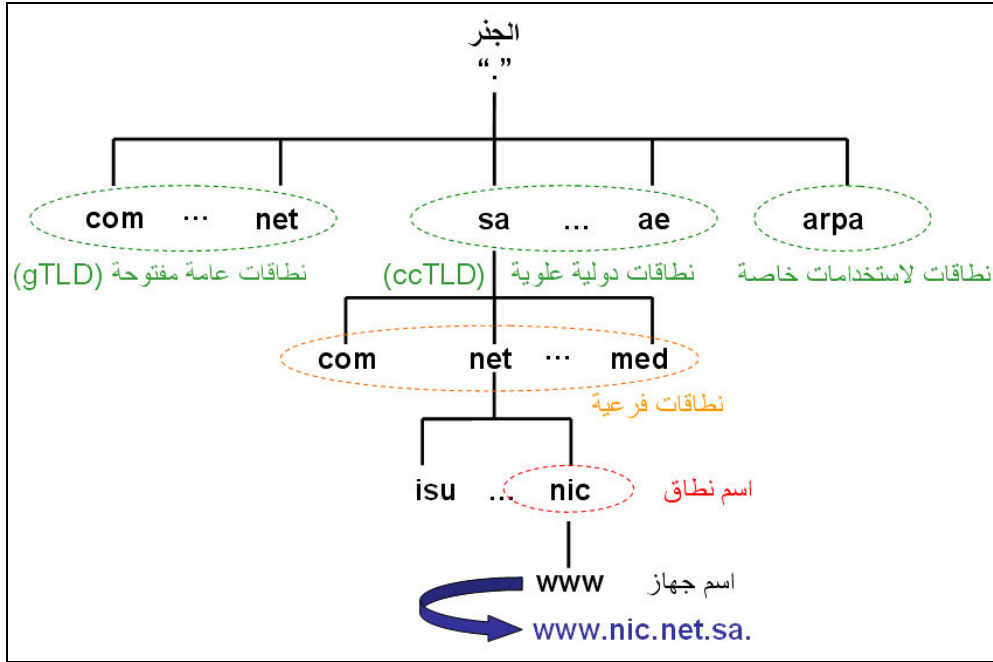 الجذر
“.”
com ... net
sa ... ae
arpa
نطاقات عامة مفتوحة (gTLD)
نطاقات دولية علوية (ccTLD)
نطاقات لاستخدامات خاصة
com net ... med
نطاقات فرعية
isu ... nic
اسم نطاق
www
اسم جهاز
www.nic.net.sa.